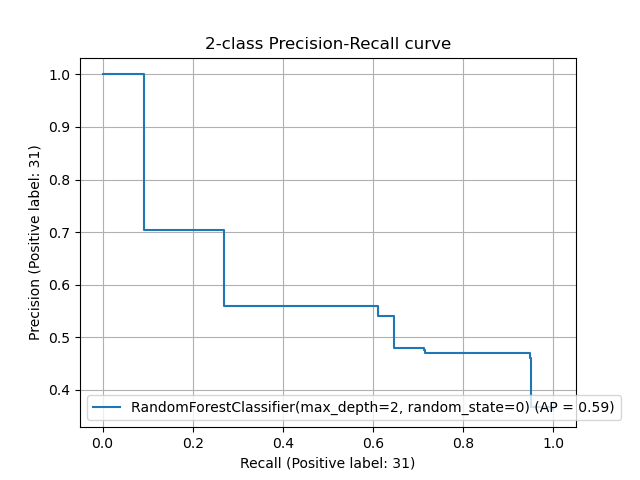 2-class Precision-Recall curve
1.0
0.9
0.8
0.7
0.6
0.5
0.4
Precision (Positive label: 31)
RandomForestClassifier(max_depth=2, random_state=0) (AP = 0.59)
0.0 0.2 0.4 0.6 0.8 1.0
Recall (Positive label: 31)